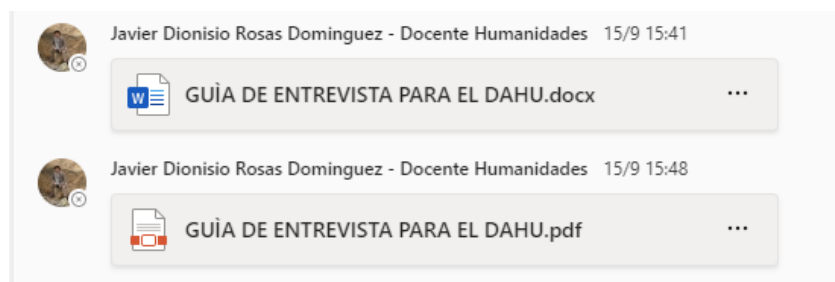 Javier Dionisio Rosas Dominguez - Docente Humanidades 15/9 15:41
GUÌA DE ENTREVISTA PARA EL DAHU.docx
Javier Dionisio Rosas Dominguez - Docente Humanidades 15/9 15:48
GUÌA DE ENTREVISTA PARA EL DAHU.pdf